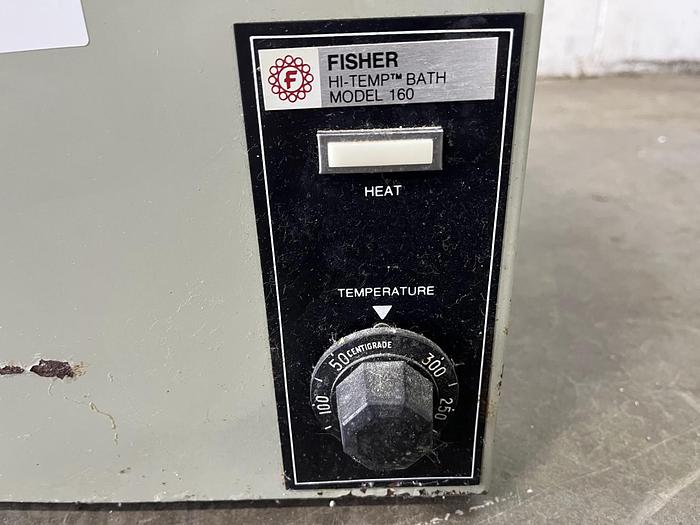 F
FISHER
HI-TEMP™ BATH
MODEL 160
HEAT
TEMPERATURE
50 CENTIGRADE 300
100 250